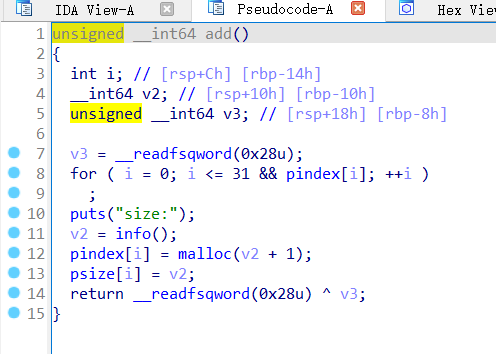 IDA View-A Pseudocode-A Hex View
1 unsigned __int64 add()
2 {
3 int i; // [rsp+Ch] [rbp-14h]
4 __int64 v2; // [rsp+10h] [rbp-10h]
5 unsigned __int64 v3; // [rsp+18h] [rbp-8h]
6
7 v3 = __readfsqword(0x28u);
8 for ( i = 0; i <= 31 && pindex[i]; ++i )
9 ;
10 puts("size:");
11 v2 = info();
12 pindex[i] = malloc(v2 + 1);
13 psize[i] = v2;
14 return __readfsqword(0x28u) ^ v3;
15 }